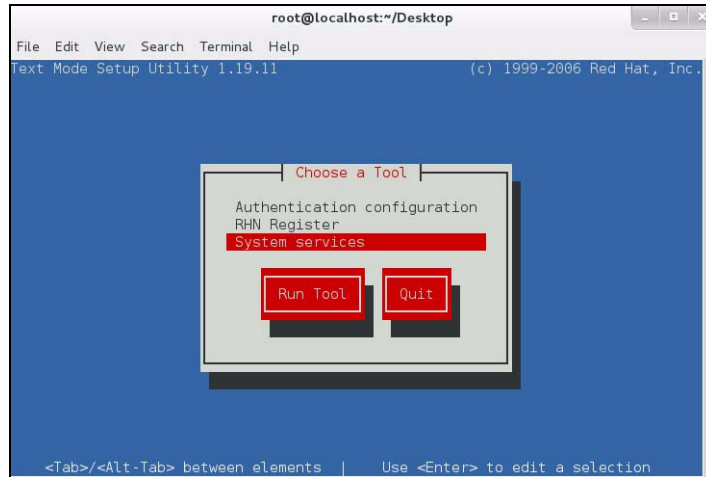 root@localhost:~/Desktop
File Edit View Search Terminal Help
Text Mode Setup Utility 1.19.11 (c) 1999-2006 Red Hat, Inc.
Choose a Tool
Authentication configuration
RHN Register
System services
Run Tool Quit
<Tab>/<Alt-Tab> between elements | Use <Enter> to edit a selection